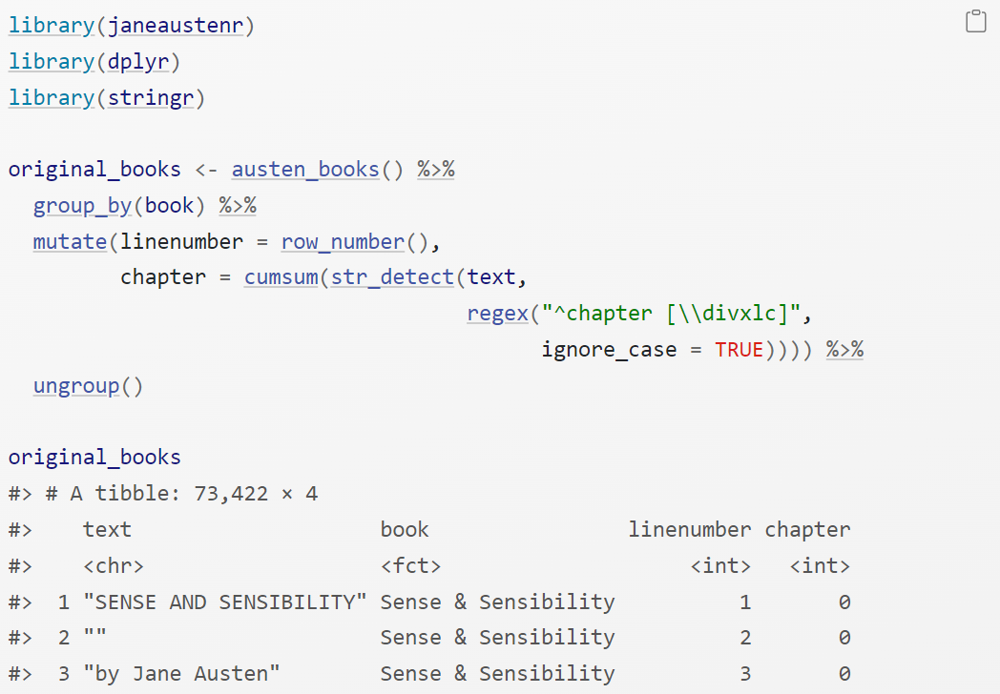 library(janeaustenr)
library(dplyr)
library(stringr)

original_books <- austen_books() %>%
  group_by(book) %>%
  mutate(linenumber = row_number(),
         chapter = cumsum(str_detect(text,
                                     regex("^chapter [\\divxlc]",
                                           ignore_case = TRUE)))) %>%
  ungroup()

original_books
#> # A tibble: 73,422 × 4
#>    text                    book                linenumber chapter
#>    <chr>                   <fct>                    <int>   <int>
#>  1 "SENSE AND SENSIBILITY" Sense & Sensibility          1       0
#>  2 ""                      Sense & Sensibility          2       0
#>  3 "by Jane Austen"        Sense & Sensibility          3       0